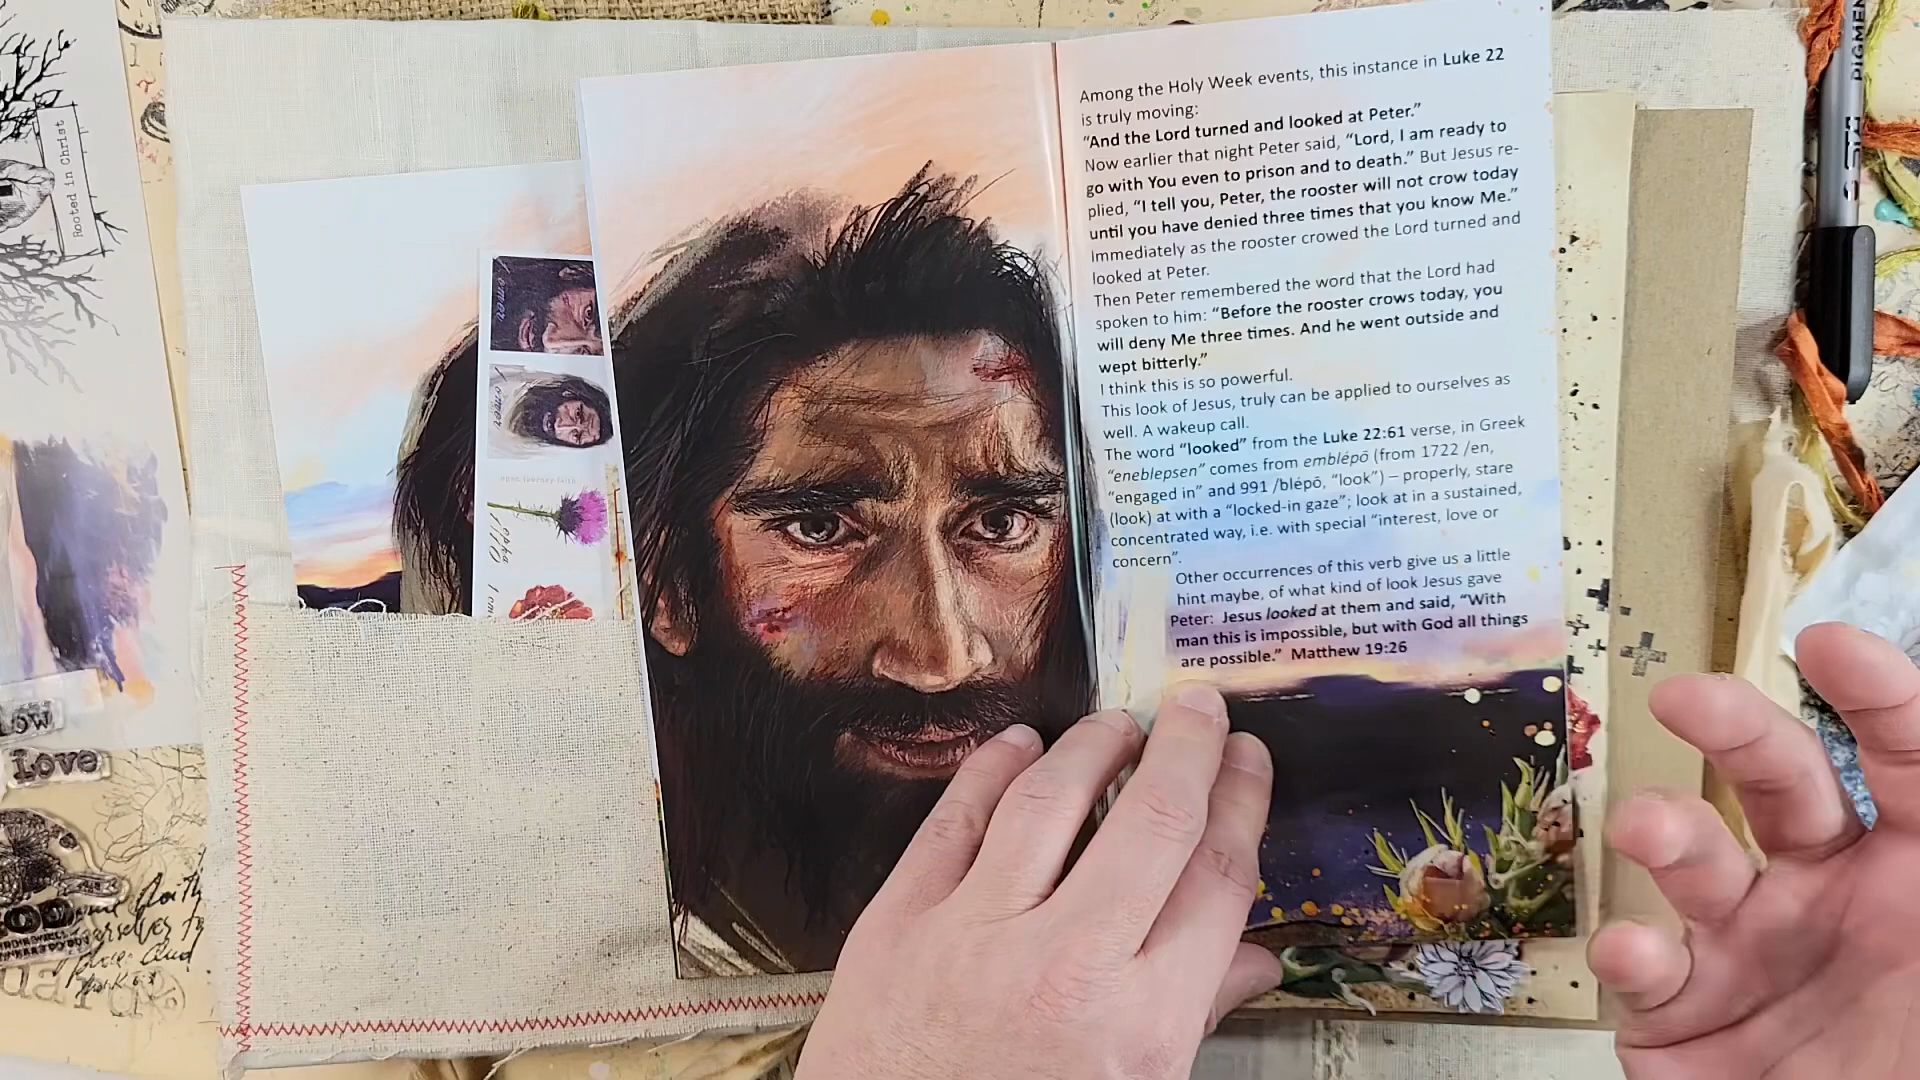 Among the Holy Week events, this instance in Luke 22
is truly moving:
“And the Lord turned and looked at Peter.”
Now earlier that night Peter said, “Lord, I am ready to
go with You even to prison and to death.” But Jesus re-
plied, “I tell you, Peter, the rooster will not crow today
until you have denied three times that you know Me.”
Immediately as the rooster crowed the Lord turned and
looked at Peter.
Then Peter remembered the word that the Lord had
spoken to him: “Before the rooster crows today, you
will deny Me three times. And he went outside and
wept bitterly.”
I think this is so powerful.
This look of Jesus, truly can be applied to ourselves as
well. A wakeup call.
The word “looked” from the Luke 22:61 verse, in Greek
“eneblepsen” comes from emblépō (from 1722 /en,
“engaged in” and 991 /blépō, “look”) – properly, stare
(look) at with a “locked-in gaze”; look at in a sustained,
concentrated way, i.e. with special “interest, love or
concern”.
Other occurrences of this verb give us a little
hint maybe, of what kind of look Jesus gave
Peter: Jesus looked at them and said, “With
man this is impossible, but with God all things
are possible.” Matthew 19:26
Rooted in Christ
PIGMEN
Love